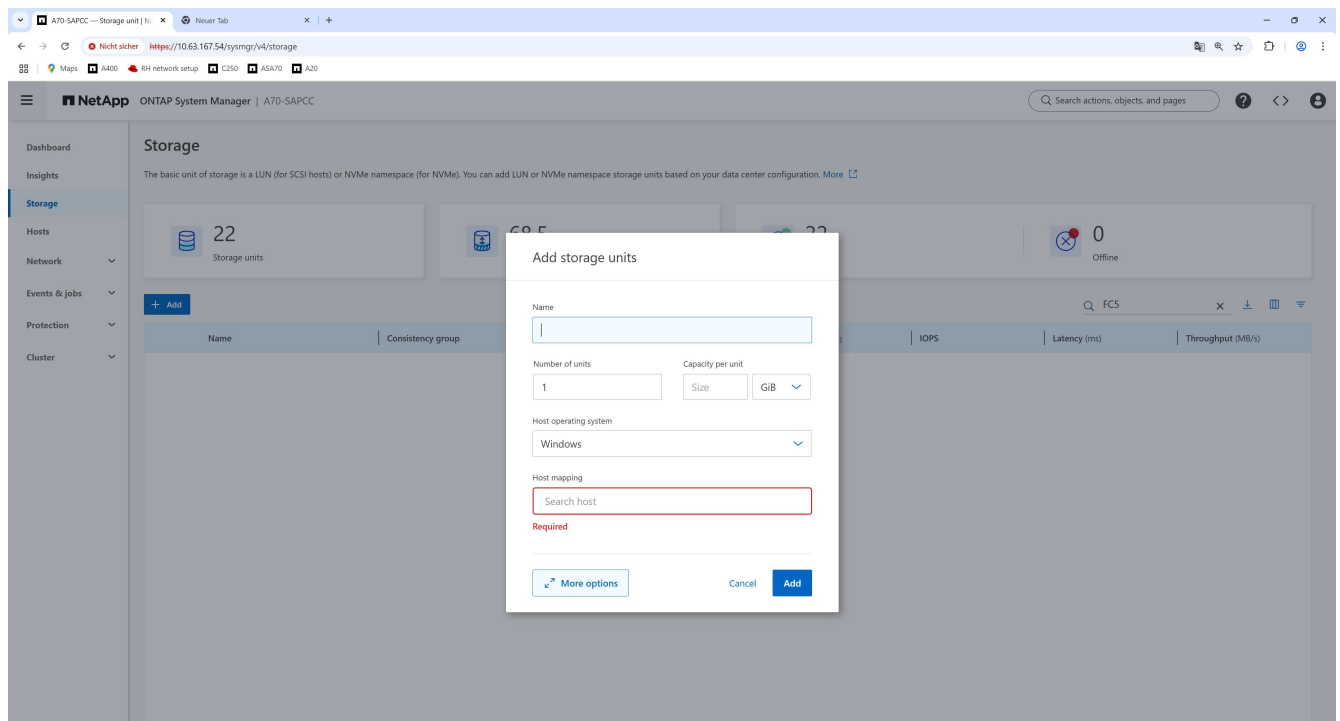 A70-SAPCC — Storage unit | N
Neuer Tab
Nicht sicher https://10.63.167.54/sysmgr/v4/storage
Maps A400 RH network setup C250 ASA70 A20
NetApp ONTAP System Manager | A70-SAPCC
Search actions, objects, and pages
Dashboard
Insights
Storage
Hosts
Network
Events & jobs
Protection
Cluster
Storage
The basic unit of storage is a LUN (for SCSI hosts) or NVMe namespace (for NVMe). You can add LUN or NVMe namespace storage units based on your data center configuration. More
22
Storage units
0
Offline
+ Add
FC5
Name Consistency group IOPS Latency (ms) Throughput (MB/s)
Add storage units
Name
Number of units Capacity per unit
1 Size GiB
Host operating system
Windows
Host mapping
Search host
Required
More options Cancel Add